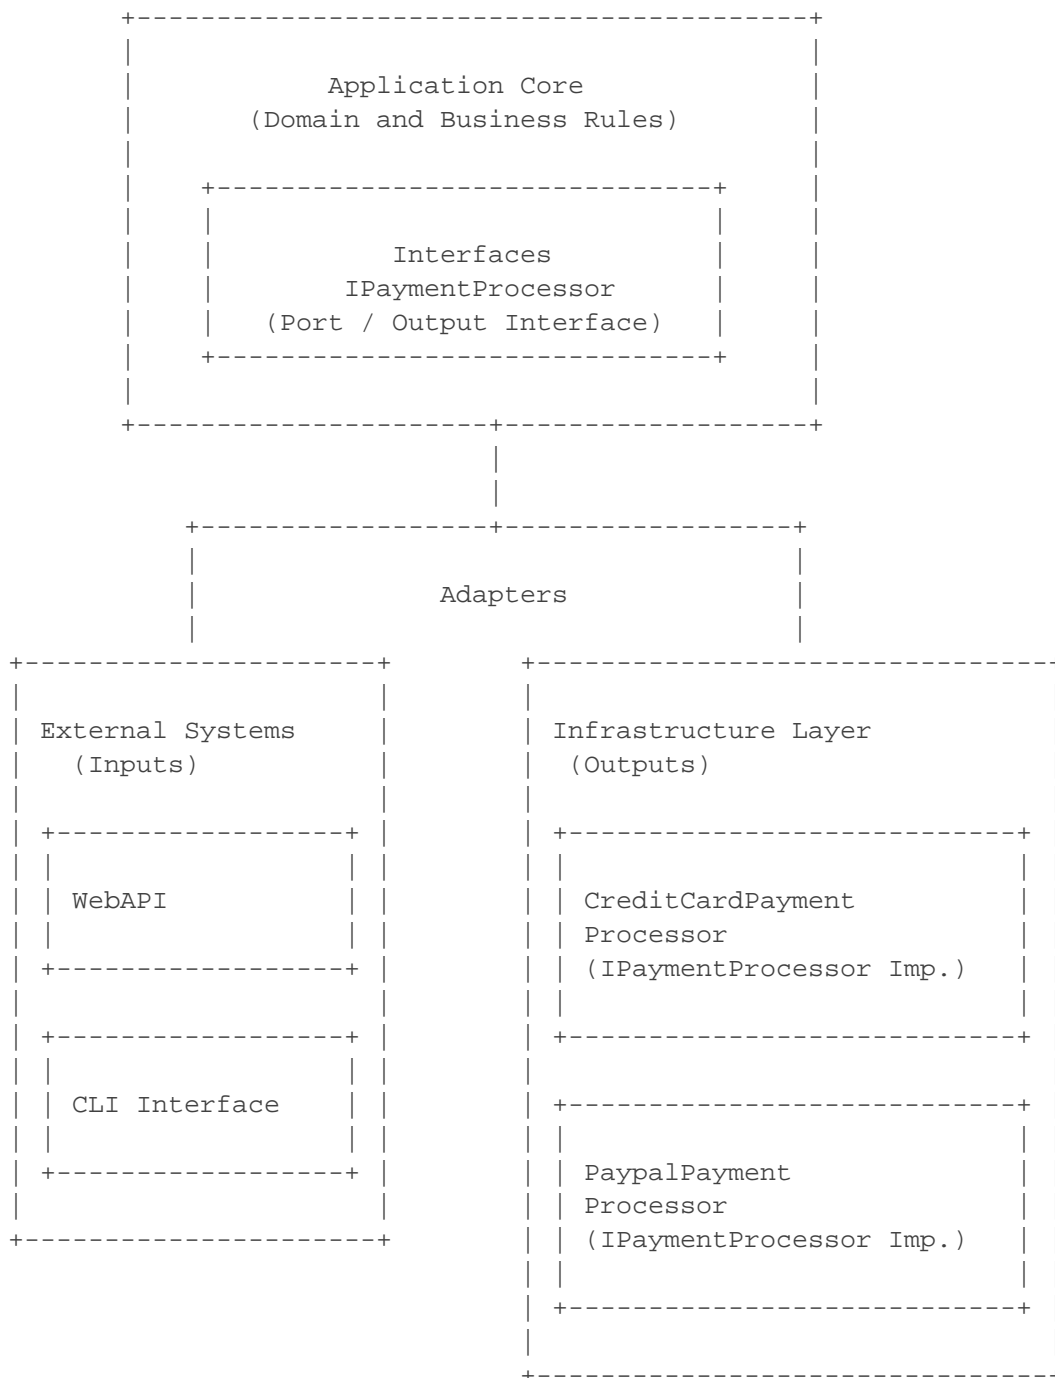 Application Core
(Domain and Business Rules)
Interfaces
IPaymentProcessor
(Port / Output Interface)
Adapters
External Systems
(Inputs)
WebAPI
CLI Interface
Infrastructure Layer
(Outputs)
CreditCardPayment
Processor
(IPaymentProcessor Imp.)
PaypalPayment
Processor
(IPaymentProcessor Imp.)